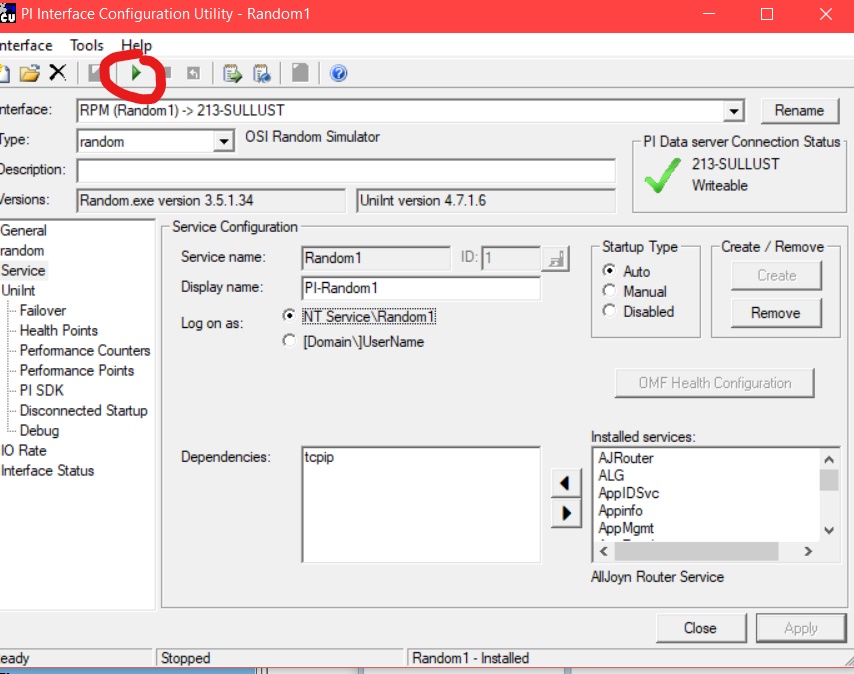 PI Interface Configuration Utility - Random1
nterface Tools Help
nterface: RPM (Random1) -> 213-SULLUST Rename
Type: random OSI Random Simulator
PI Data server Connection Status
213-SULLUST
Writeable
Description:
Versions: Random.exe version 3.5.1.34 UniInt version 4.7.1.6
General
random
Service
UniInt
Failover
Health Points
Performance Counters
Performance Points
PI SDK
Disconnected Startup
Debug
IO Rate
Interface Status
Service Configuration
Service name: Random1 ID: 1
Display name: PI-Random1
Log on as: NT Service\Random1
[Domain\]UserName
Startup Type
Auto
Manual
Disabled
Create / Remove
Create
Remove
OMF Health Configuration
Dependencies: tcpip
Installed services:
AJRouter
ALG
AppIDSvc
Appinfo
AppMgmt
AllJoyn Router Service
Close Apply
eady Stopped Random1 - Installed